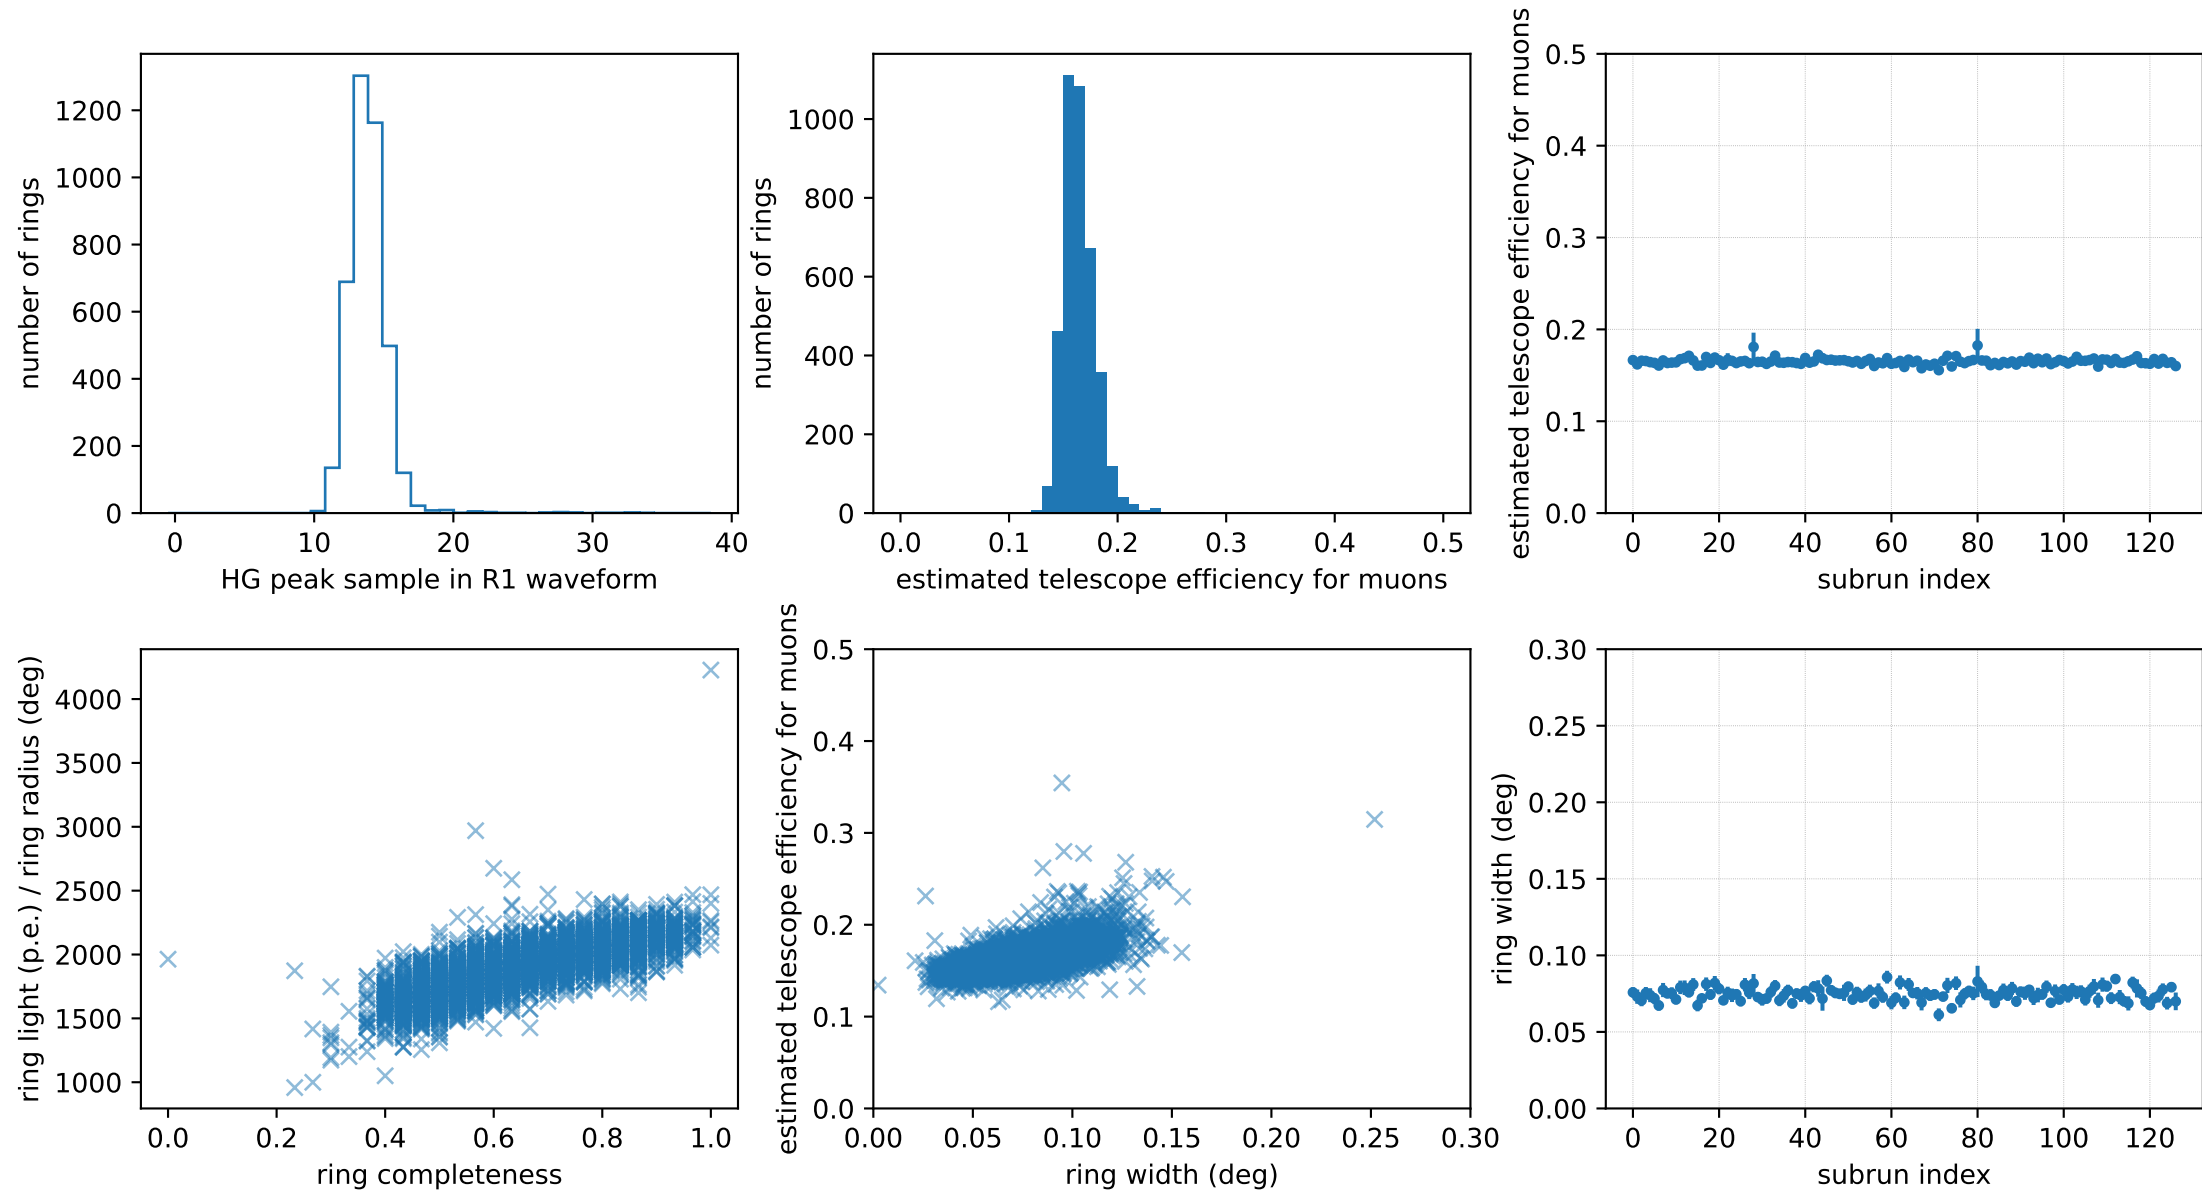 number of rings
1200
1000
800
600
400
200
0
0 10 20 30 40
HG peak sample in R1 waveform
number of rings
1000
800
600
400
200
0
0.0 0.1 0.2 0.3 0.4 0.5
estimated telescope efficiency for muons
estimated telescope efficiency for muons
0.5
0.4
0.3
0.2
0.1
0.0
0 20 40 60 80 100 120
subrun index
ring light (p.e.) / ring radius (deg)
4000
3500
3000
2500
2000
1500
1000
0.0 0.2 0.4 0.6 0.8 1.0
ring completeness
estimated telescope efficiency for muons
0.5
0.4
0.3
0.2
0.1
0.0
0.00 0.05 0.10 0.15 0.20 0.25 0.30
ring width (deg)
ring width (deg)
0.30
0.25
0.20
0.15
0.10
0.05
0.00
0 20 40 60 80 100 120
subrun index